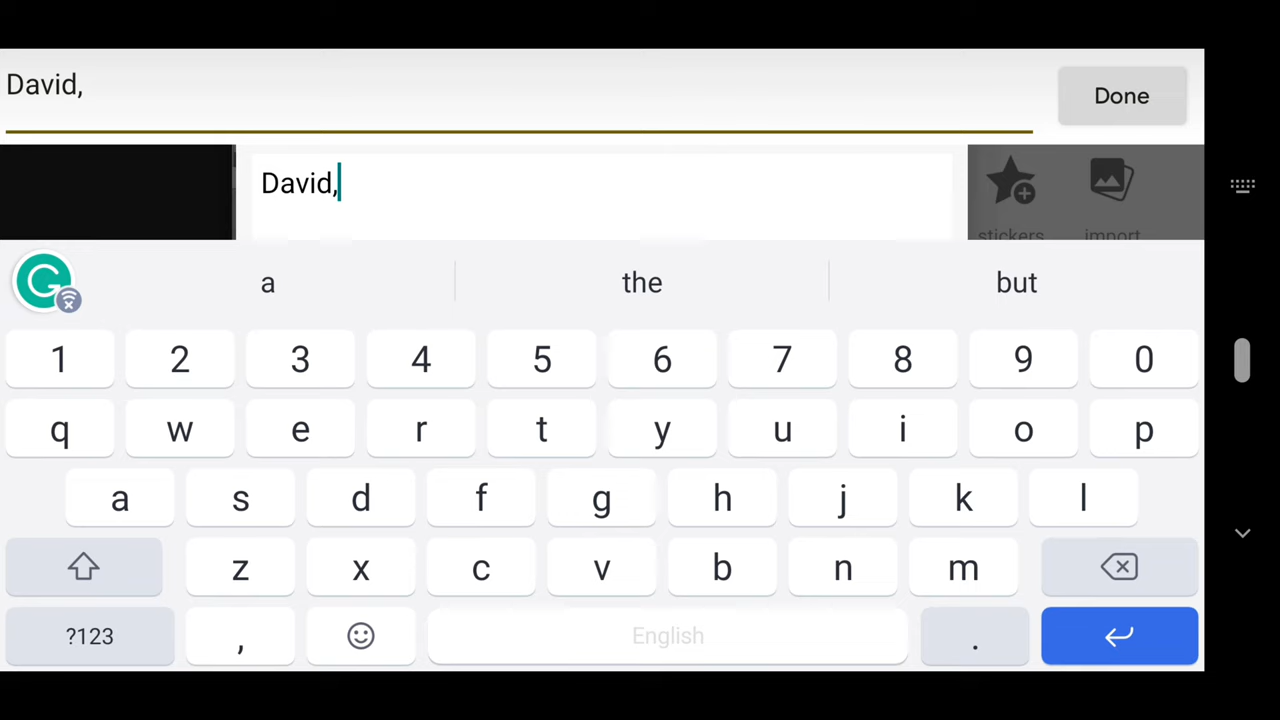 David,
Done
David,
stickers import
a the but
1 2 3 4 5 6 7 8 9 0
q w e r t y u i o p
a s d f g h j k l
z x c v b n m
?123 , English .